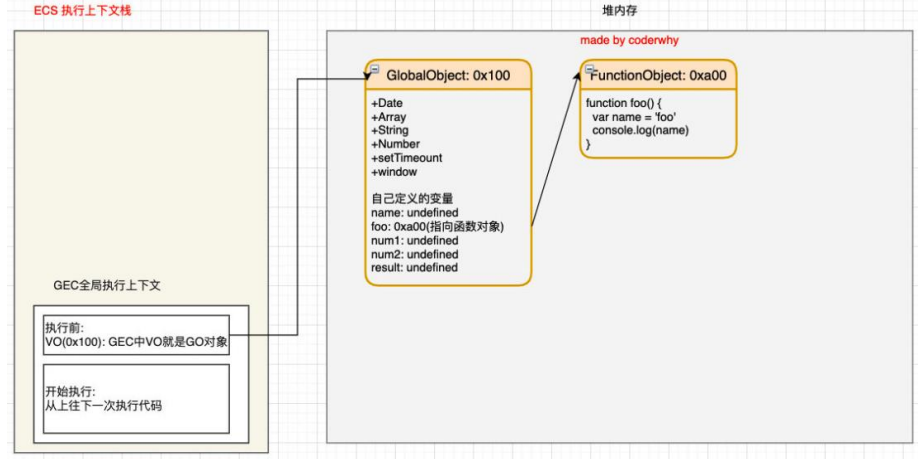 ECS 执行上下文栈
堆内存
made by coderwhy
GlobalObject: 0x100
+Date
+Array
+String
+Number
+setTimeount
+window
自己定义的变量
name: undefined
foo: 0xa00(指向函数对象)
num1: undefined
num2: undefined
result: undefined
FunctionObject: 0xa00
function foo() {
var name = 'foo'
console.log(name)
}
GEC全局执行上下文
执行前:
VO(0x100): GEC中VO就是GO对象
开始执行:
从上往下一次执行代码